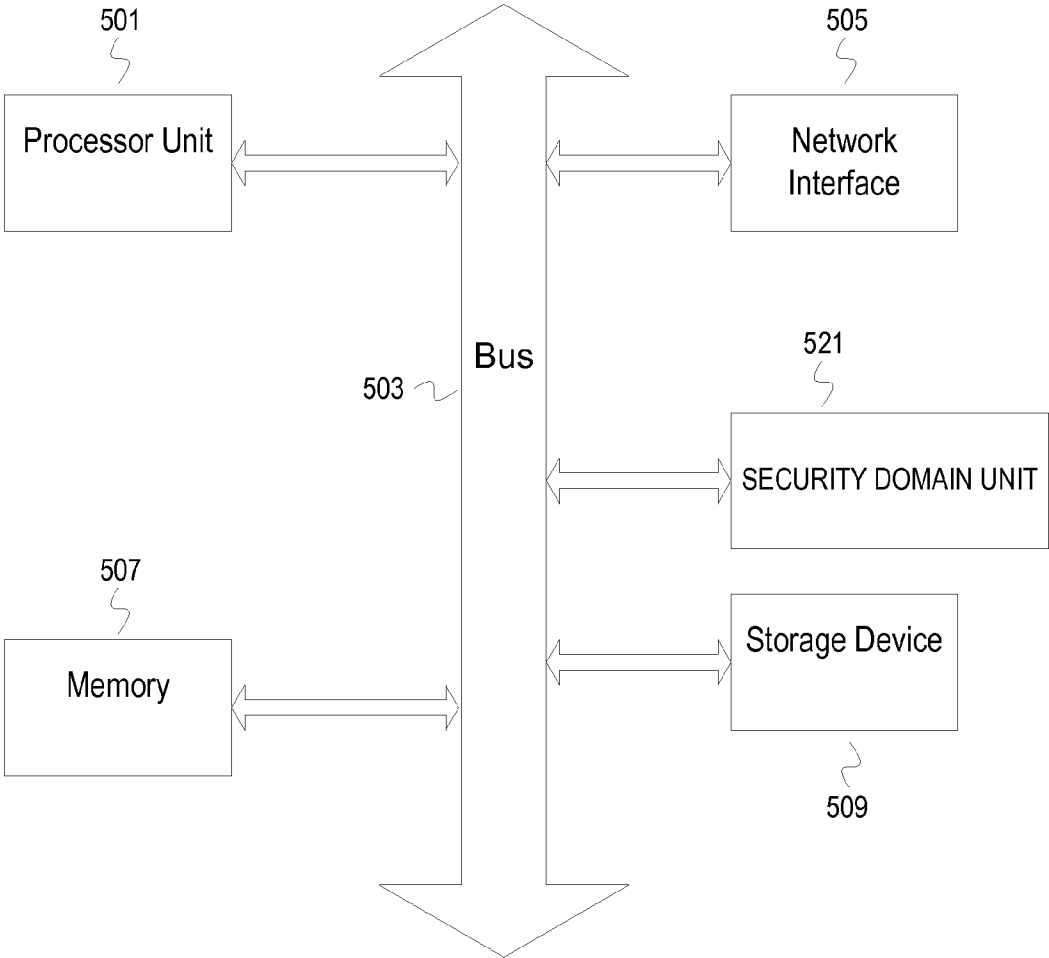 501
505
Processor Unit
Network
Interface
Bus
503
521
SECURITY DOMAIN UNIT
507
Memory
Storage Device
509